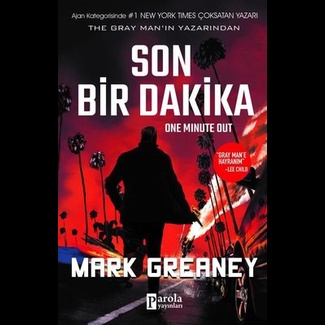 Ajan Kategorisinde #1 NEW YORK TIMES ÇOKSATAN YAZARI
THE GRAY MAN'IN YAZARINDAN
SON
BİR DAKİKA
ONE MINUTE OUT
"GRAY MAN'E
HAYRANIM"
-LEE CHILD
MARK GREANEY
Parola
yayınları